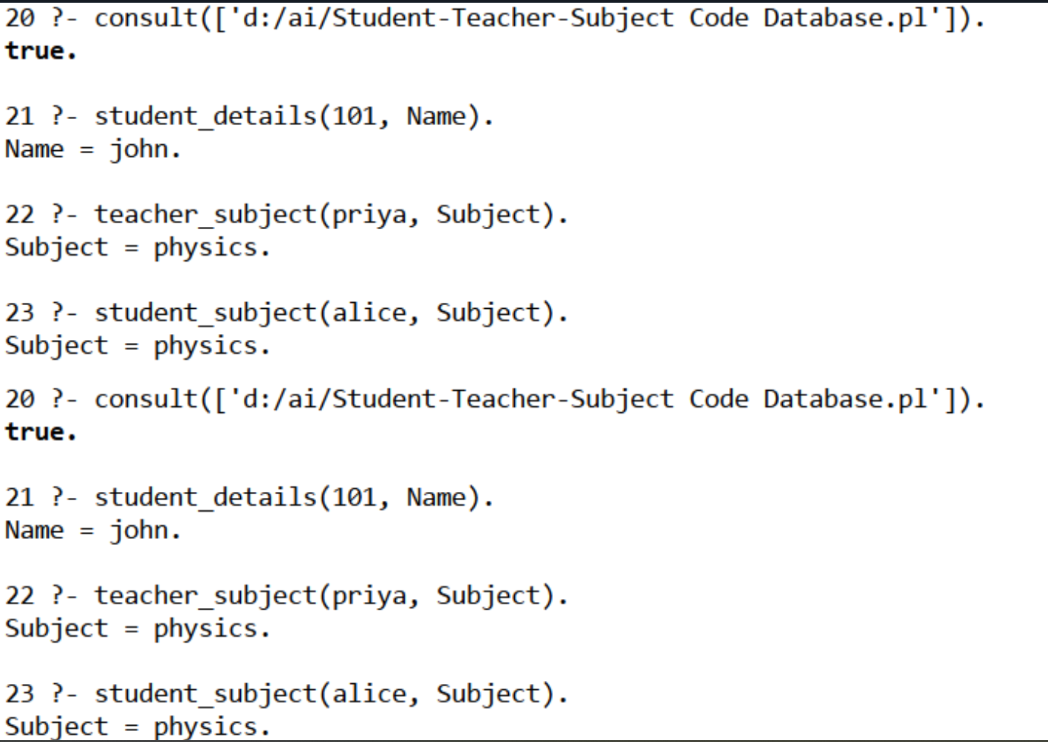 20 ?- consult(['d:/ai/Student-Teacher-Subject Code Database.pl']).
true.
21 ?- student_details(101, Name).
Name = john.
22 ?- teacher_subject(priya, Subject).
Subject = physics.
23 ?- student_subject(alice, Subject).
Subject = physics.
20 ?- consult(['d:/ai/Student-Teacher-Subject Code Database.pl']).
true.
21 ?- student_details(101, Name).
Name = john.
22 ?- teacher_subject(priya, Subject).
Subject = physics.
23 ?- student_subject(alice, Subject).
Subject = physics.